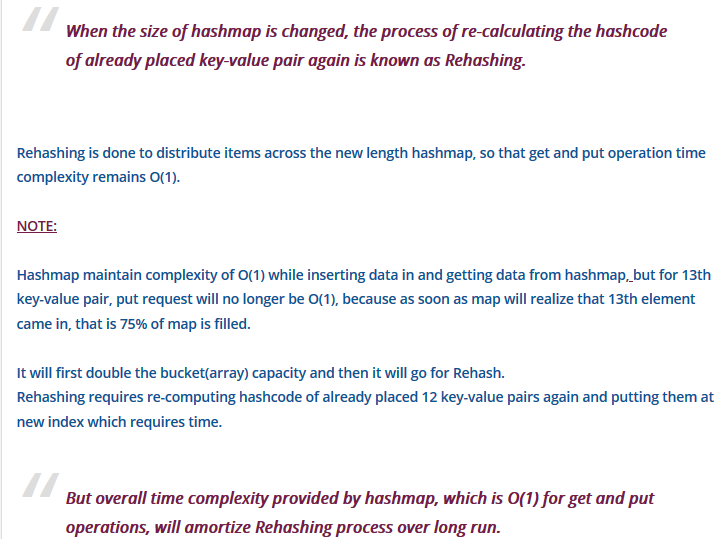 When the size of hashmap is changed, the process of re-calculating the hashcode
of already placed key-value pair again is known as Rehashing.
Rehashing is done to distribute items across the new length hashmap, so that get and put operation time
complexity remains O(1).
NOTE:
Hashmap maintain complexity of O(1) while inserting data in and getting data from hashmap, but for 13th
key-value pair, put request will no longer be O(1), because as soon as map will realize that 13th element
came in, that is 75% of map is filled.
It will first double the bucket(array) capacity and then it will go for Rehash.
Rehashing requires re-computing hashcode of already placed 12 key-value pairs again and putting them at
new index which requires time.
But overall time complexity provided by hashmap, which is O(1) for get and put
operations, will amortize Rehashing process over long run.